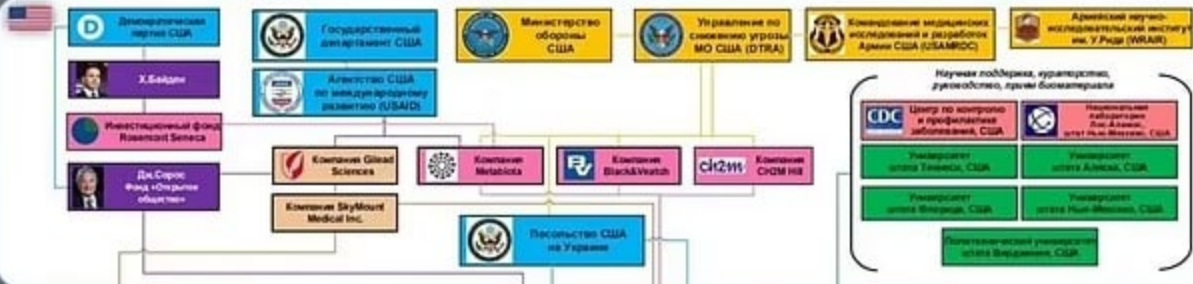 D
Демократическая
партия США
Государственный
департамент США
Министерство
обороны
США
Управление по
снижению угрозы
МО США (DTRA)
Командование медицинских
исследований и разработок
Армии США (USAMRDC)
Армейский научно-
исследовательский институт
им. У.Рида (WRAIR)
Х.Байден
Агентство США
по международному
развитию (USAID)
Научная поддержка, кураторство,
руководство, прием биоматериала
Инвестиционный фонд
Rosemont Seneca
CDC
Центр по контролю
и профилактике
заболеваний, США
Национальная
лаборатория
Лос-Аламос,
штат Нью-Мексико, США
Компания Gilead
Sciences
Компания
Metabiota
BV
Компания
Black&Veatch
ch2m
Компания
CH2M Hill
Университет
штата Теннеси, США
Университет
штата Аляска, США
Дж.Сорос
Фонд «Открытое
общество»
Компания SkyMount
Medical Inc.
Университет
штата Флорида, США
Университет
штата Нью-Мексико, США
Посольство США
на Украине
Политехнический университет
штата Вирджиния, США